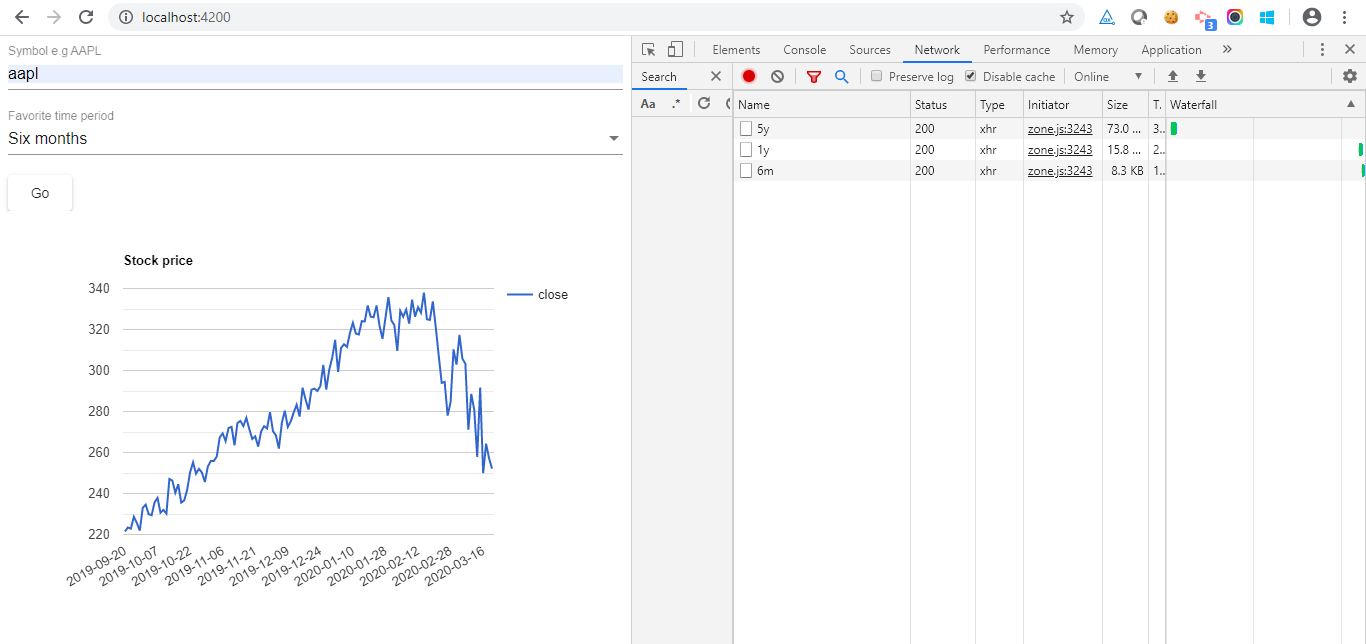 localhost:4200
3
Symbol e.g AAPL
aapl
Favorite time period
Six months
Go
Stock price
close
340
320
300
280
260
240
220
2019-09-20
2019-10-07
2019-10-22
2019-11-06
2019-11-21
2019-12-09
2019-12-24
2020-01-10
2020-01-28
2020-02-12
2020-02-28
2020-03-16
Elements Console Sources Network Performance Memory Application »
Search
Preserve log Disable cache Online
Aa .*
Name Status Type Initiator Size T. Waterfall
5y 200 xhr zone.js:3243 73.0 ... 3..
1y 200 xhr zone.js:3243 15.8 ... 2..
6m 200 xhr zone.js:3243 8.3 KB 1..